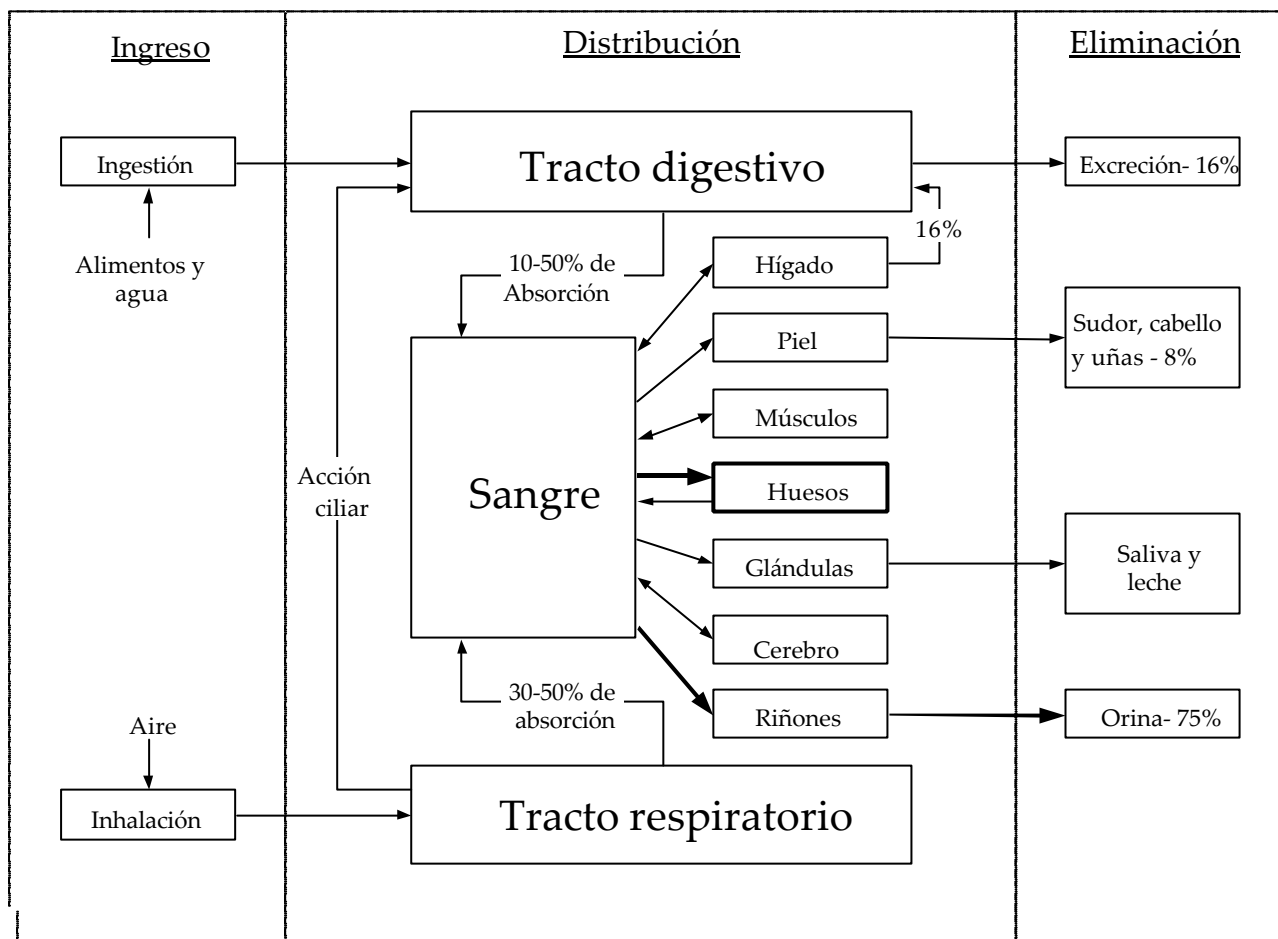 Ingreso
Distribución
Eliminación
Ingestión
Tracto digestivo
Excreción- 16%
16%
Alimentos y
agua
10-50% de
Absorción
Hígado
Piel
Sudor, cabello
y uñas - 8%
Músculos
Acción
ciliar
Sangre
Huesos
Glándulas
Saliva y
leche
Cerebro
30-50% de
absorción
Riñones
Orina- 75%
Aire
Inhalación
Tracto respiratorio